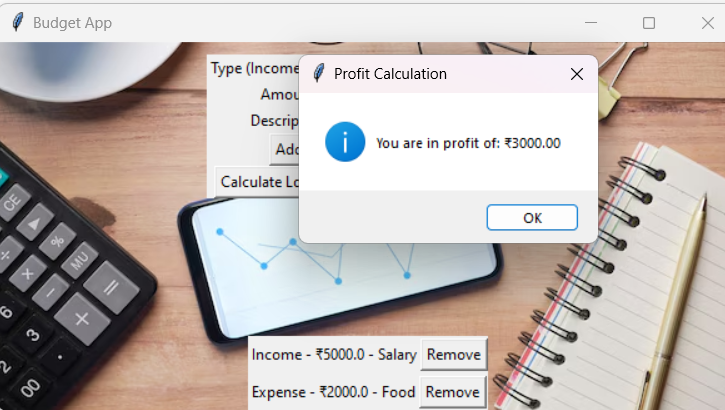 Budget App
Profit Calculation
Type (Income
Amou
You are in profit of: ₹3000.00
Descrip
Add
Calculate Lo
OK
Income - ₹5000.0 - Salary Remove
Expense - ₹2000.0 - Food Remove
CE
%
MU
÷
×
−
=
+
6
3
.
2
00